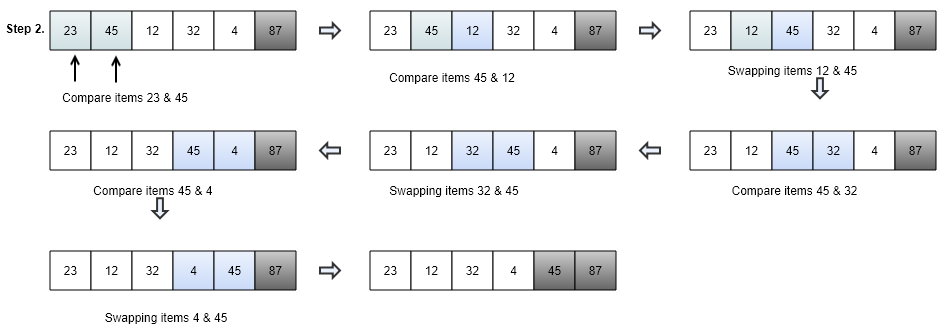 Step 2. 23 45 12 32 4 87
23 45 12 32 4 87
23 12 45 32 4 87
Compare items 23 & 45
Compare items 45 & 12
Swapping items 12 & 45
23 12 45 32 4 87
23 12 32 45 4 87
23 12 32 45 4 87
Compare items 45 & 32
Swapping items 32 & 45
Compare items 45 & 4
23 12 32 4 45 87
23 12 32 4 45 87
Swapping items 4 & 45